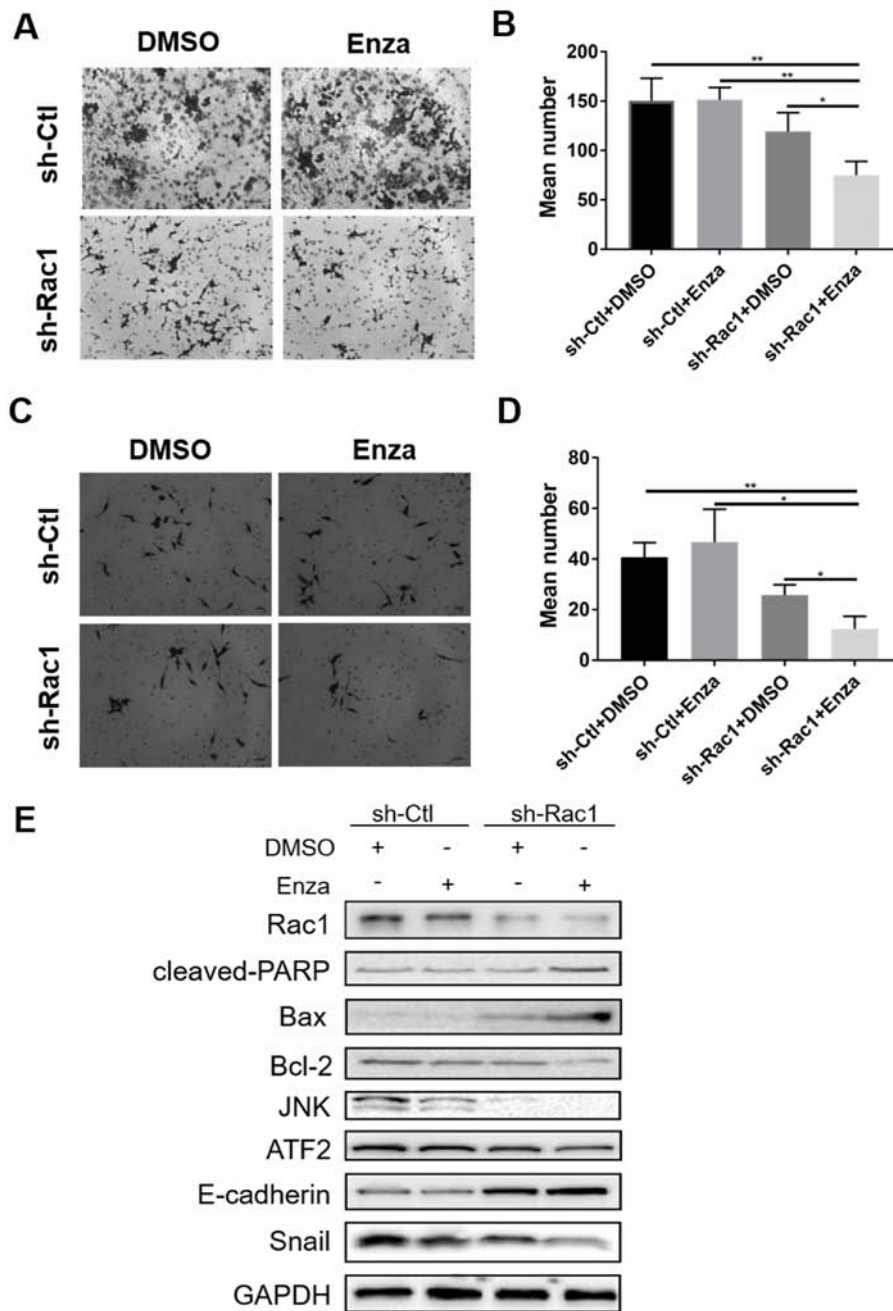 A
DMSO Enza
sh-Ctl
sh-Rac1
B
Mean number
200
150
100
50
0
**
**
*
sh-Ctl+DMSO
sh-Ctl+Enza
sh-Rac1+DMSO
sh-Rac1+Enza
C
DMSO Enza
sh-Ctl
sh-Rac1
D
Mean number
80
60
40
20
0
**
*
*
sh-Ctl+DMSO
sh-Ctl+Enza
sh-Rac1+DMSO
sh-Rac1+Enza
E
sh-Ctl sh-Rac1
DMSO + - + -
Enza - + - +
Rac1
cleaved-PARP
Bax
Bcl-2
JNK
ATF2
E-cadherin
Snail
GAPDH